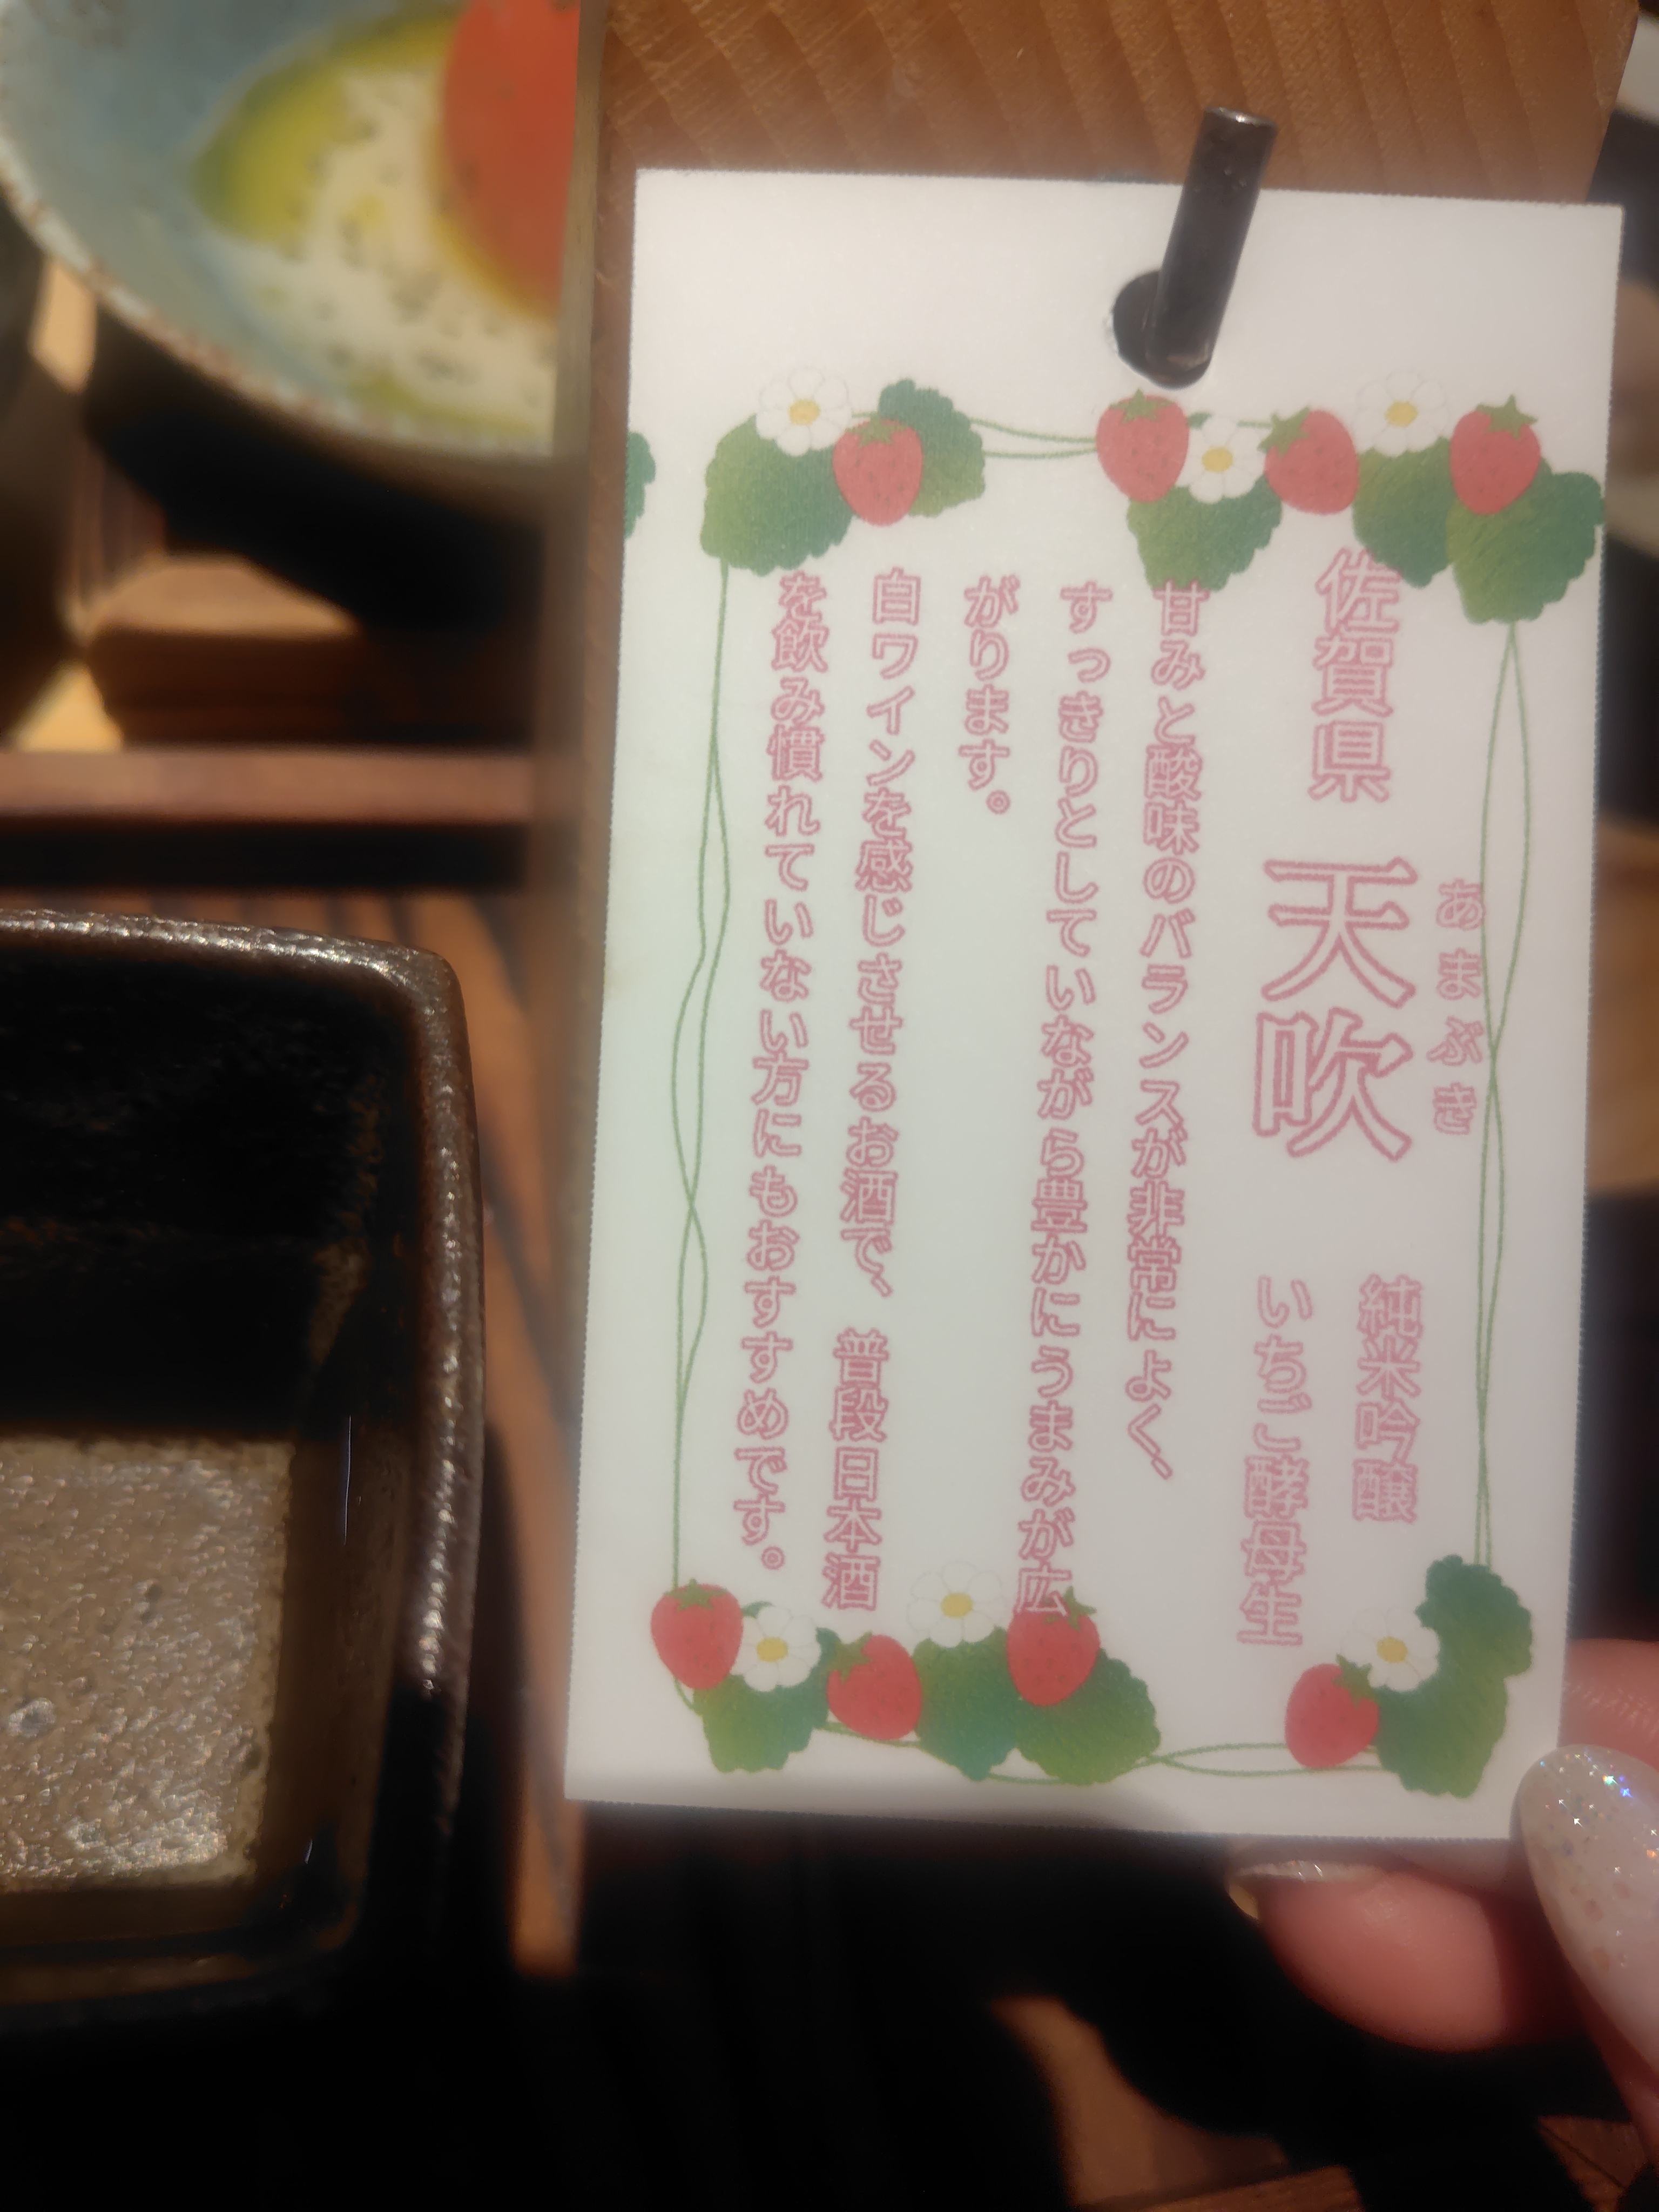 佐賀県
あまぶき
天吹
純米吟醸
いちご酵母生
甘みと酸味のバランスが非常によく、
すっきりとしていながら豊かにうまみが広
がります。
白ワインを感じさせるお酒で、普段日本酒
を飲み慣れていない方にもおすすめです。